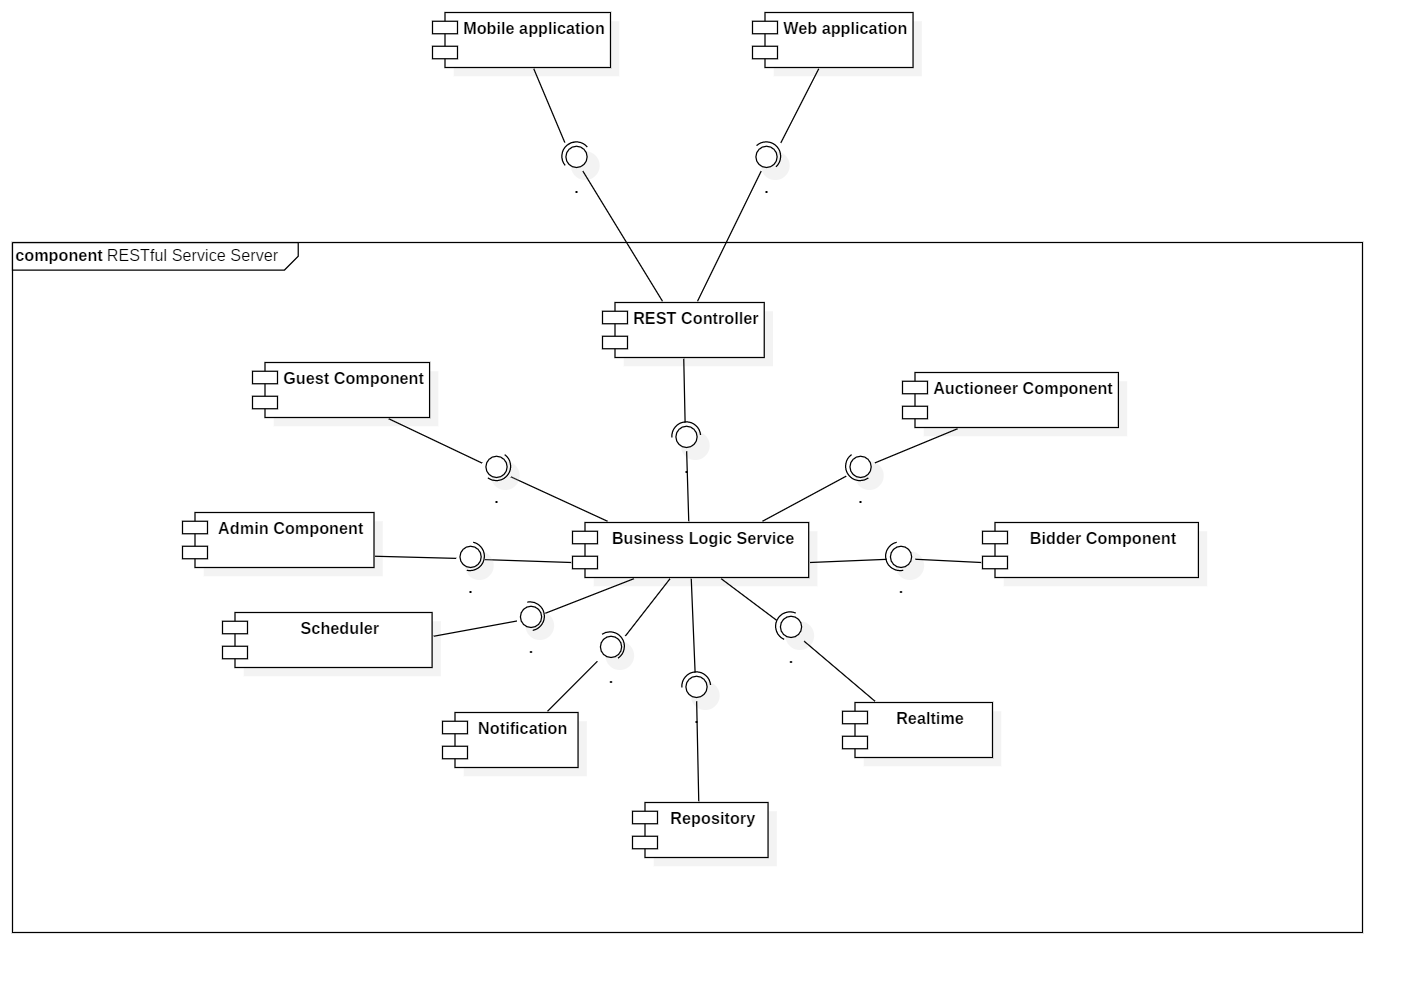 Mobile application
Web application
component RESTful Service Server
REST Controller
Guest Component
Auctioneer Component
Admin Component
Business Logic Service
Bidder Component
Scheduler
Notification
Realtime
Repository